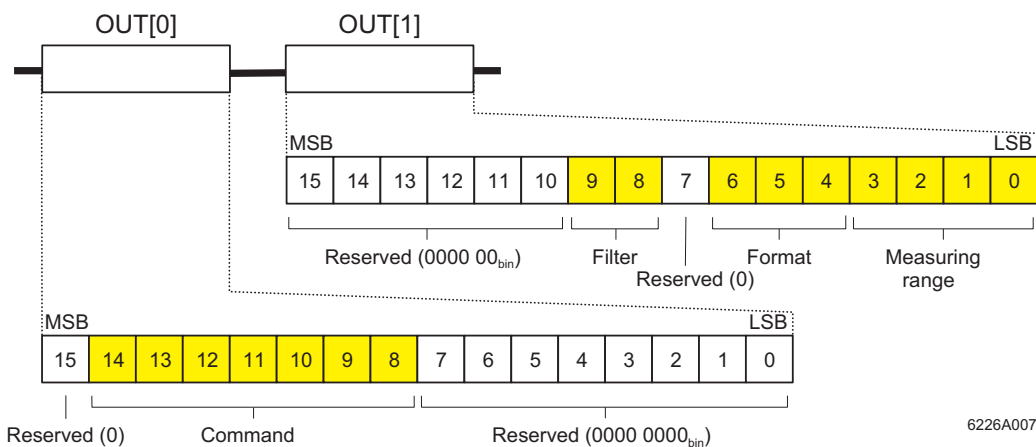 OUT[0] OUT[1]
MSB LSB
15 14 13 12 11 10 9 8 7 6 5 4 3 2 1 0
Reserved (0000 00bin) Filter Format Measuring
Reserved (0) range
MSB LSB
15 14 13 12 11 10 9 8 7 6 5 4 3 2 1 0
Reserved (0) Command Reserved (0000 0000bin)
6226A007